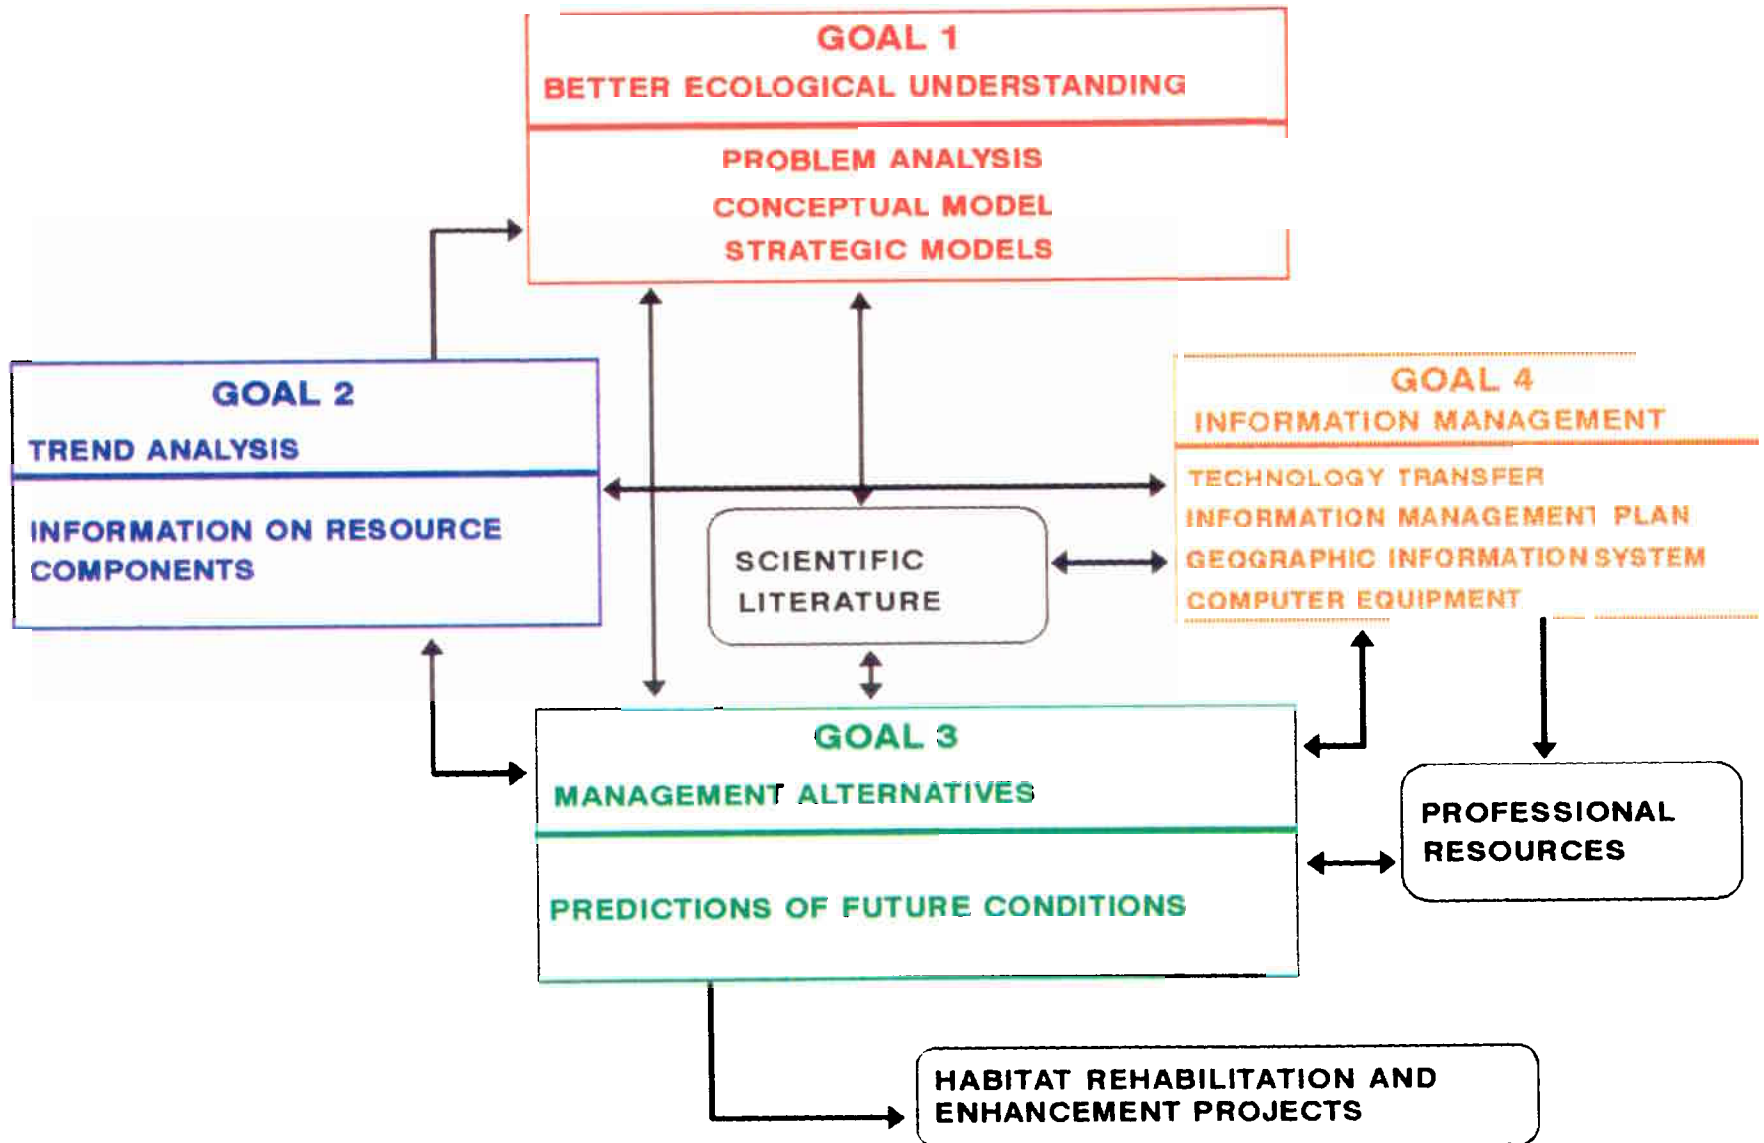 GOAL 1
BETTER ECOLOGICAL UNDERSTANDING
PROBLEM ANALYSIS
CONCEPTUAL MODEL
STRATEGIC MODELS
GOAL 2
TREND ANALYSIS
INFORMATION ON RESOURCE
COMPONENTS
GOAL 4
INFORMATION MANAGEMENT
TECHNOLOGY TRANSFER
INFORMATION MANAGEMENT PLAN
GEOGRAPHIC INFORMATION SYSTEM
COMPUTER EQUIPMENT
SCIENTIFIC
LITERATURE
GOAL 3
MANAGEMENT ALTERNATIVES
PREDICTIONS OF FUTURE CONDITIONS
PROFESSIONAL
RESOURCES
HABITAT REHABILITATION AND
ENHANCEMENT PROJECTS